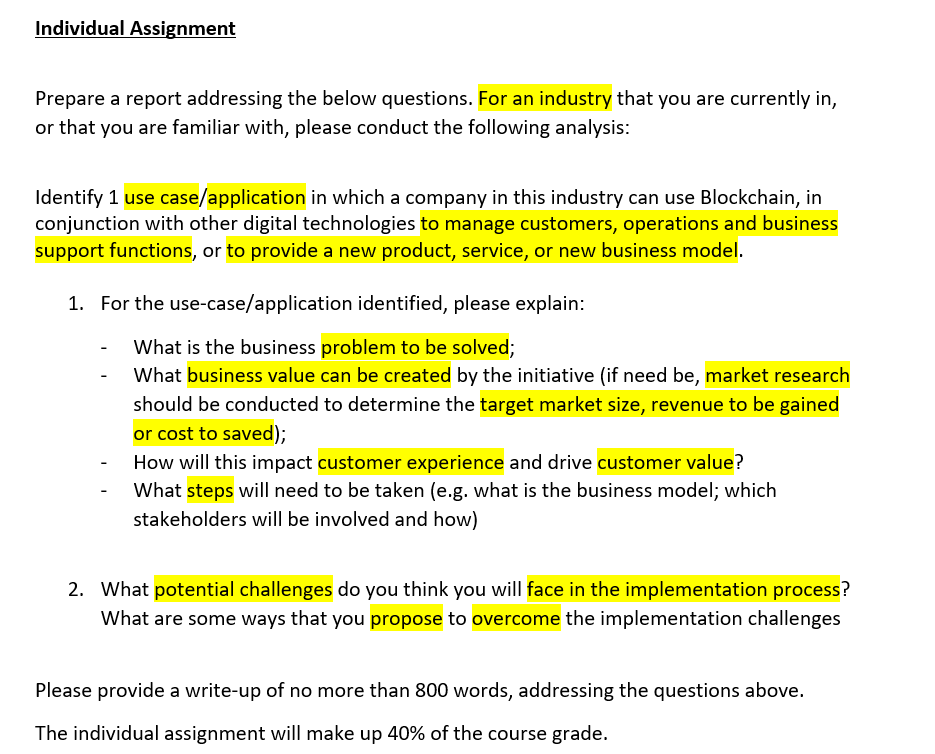 Individual Assignment
Prepare a report addressing the below questions. For an industry that you are currently in,
or that you are familiar with, please conduct the following analysis:
Identify 1 use case/application in which a company in this industry can use Blockchain, in
conjunction with other digital technologies to manage customers, operations and business
support functions, or to provide a new product, service, or new business model.
1. For the use-case/application identified, please explain:
- What is the business problem to be solved;
- What business value can be created by the initiative (if need be, market research
should be conducted to determine the target market size, revenue to be gained
or cost to saved);
- How will this impact customer experience and drive customer value?
- What steps will need to be taken (e.g. what is the business model; which
stakeholders will be involved and how)
2. What potential challenges do you think you will face in the implementation process?
What are some ways that you propose to overcome the implementation challenges
Please provide a write-up of no more than 800 words, addressing the questions above.
The individual assignment will make up 40% of the course grade.